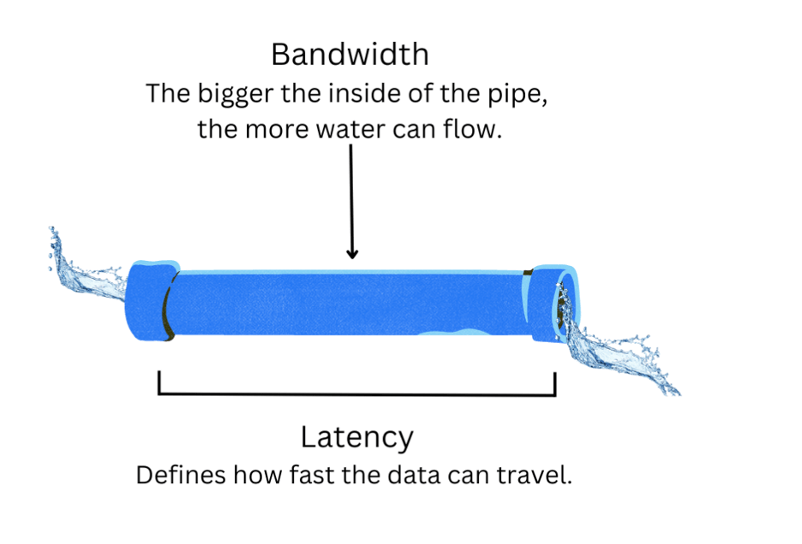 Bandwidth
The bigger the inside of the pipe,
the more water can flow.
Latency
Defines how fast the data can travel.